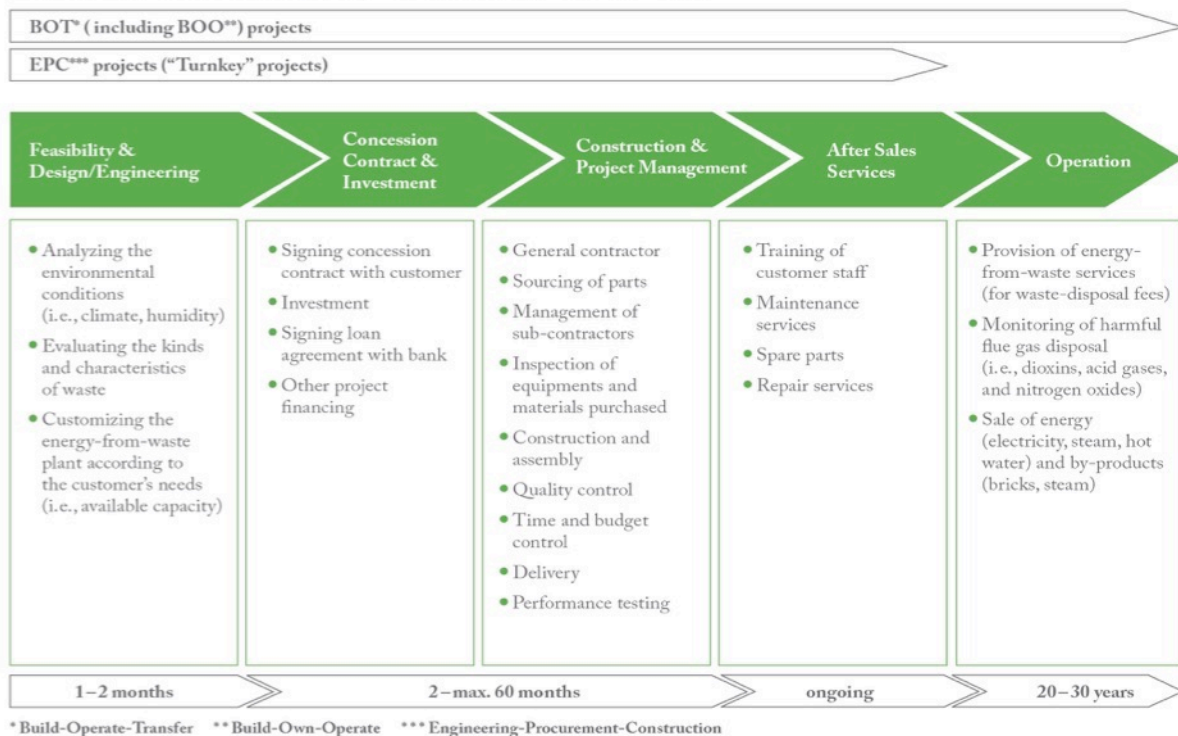 BOT* ( including BOO**) projects
EPC*** projects (“Turnkey” projects)
Feasibility &
Design/Engineering
Concession
Contract &
Investment
Construction &
Project Management
After Sales
Services
Operation
• Analyzing the
environmental
conditions
(i.e., climate, humidity)
• Evaluating the kinds
and characteristics
of waste
• Customizing the
energy-from-waste
plant according to
the customer’s needs
(i.e., available capacity)
• Signing concession
contract with customer
• Investment
• Signing loan
agreement with bank
• Other project
financing
• General contractor
• Sourcing of parts
• Management of
sub-contractors
• Inspection of
equipments and
materials purchased
• Construction and
assembly
• Quality control
• Time and budget
control
• Delivery
• Performance testing
• Training of
customer staff
• Maintenance
services
• Spare parts
• Repair services
• Provision of energy-
from-waste services
(for waste-disposal fees)
• Monitoring of harmful
flue gas disposal
(i.e., dioxins, acid gases,
and nitrogen oxides)
• Sale of energy
(electricity, steam, hot
water) and by-products
(bricks, steam)
1–2 months
2–max. 60 months
ongoing
20–30 years
* Build-Operate-Transfer ** Build-Own-Operate *** Engineering-Procurement-Construction